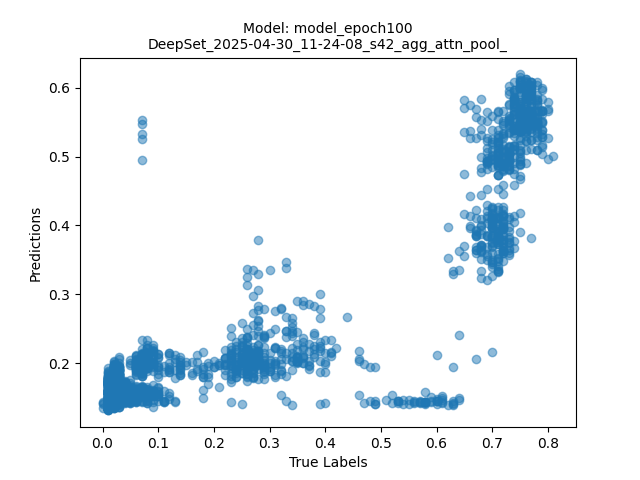 Model: model_epoch100
DeepSet_2025-04-30_11-24-08_s42_agg_attn_pool_
0.6
0.5
0.4
0.3
0.2
Predictions
0.0 0.1 0.2 0.3 0.4 0.5 0.6 0.7 0.8
True Labels